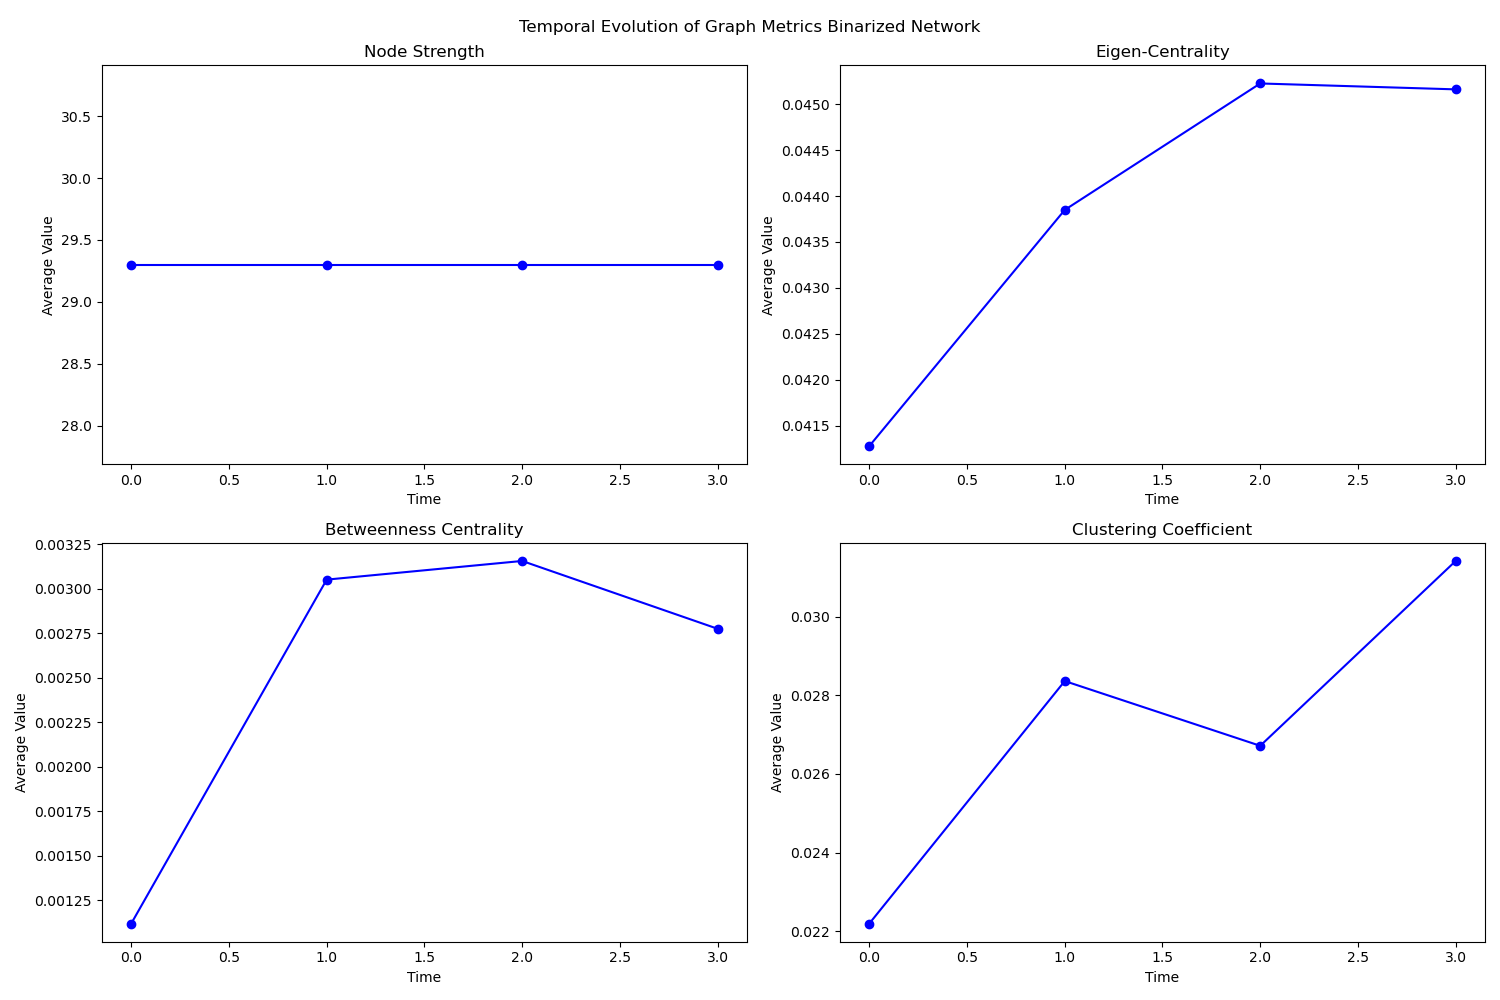 Temporal Evolution of Graph Metrics Binarized Network
Node Strength
Average Value
30.5
30.0
29.5
29.0
28.5
28.0
0.0 0.5 1.0 1.5 2.0 2.5 3.0
Time
Eigen-Centrality
Average Value
0.0450
0.0445
0.0440
0.0435
0.0430
0.0425
0.0420
0.0415
0.0 0.5 1.0 1.5 2.0 2.5 3.0
Time
Betweenness Centrality
Average Value
0.00325
0.00300
0.00275
0.00250
0.00225
0.00200
0.00175
0.00150
0.00125
0.0 0.5 1.0 1.5 2.0 2.5 3.0
Time
Clustering Coefficient
Average Value
0.030
0.028
0.026
0.024
0.022
0.0 0.5 1.0 1.5 2.0 2.5 3.0
Time